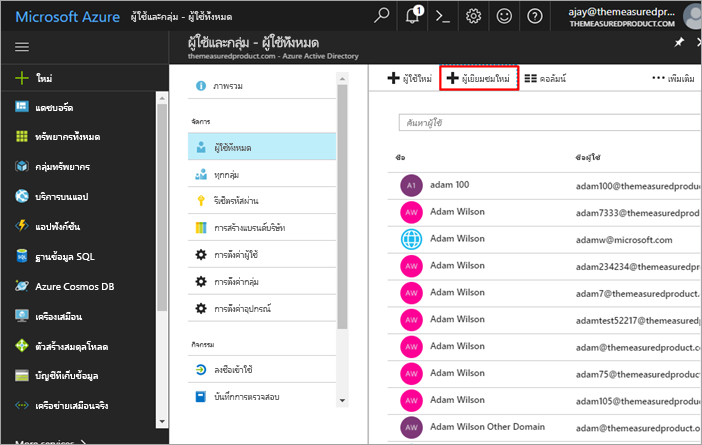 Microsoft Azure ผู้ใช้และกลุ่ม - ผู้ใช้ทั้งหมด
1
ajay@themeasuredpr...
THEMEASUREDPRODUCT.COM
ผู้ใช้และกลุ่ม - ผู้ใช้ทั้งหมด
themeasuredproduct.com - Azure Active Directory
ใหม่
แดชบอร์ด
ทรัพยากรทั้งหมด
กลุ่มทรัพยากร
บริการบนแอป
แอปฟังก์ชัน
ฐานข้อมูล SQL
SQL
Azure Cosmos DB
เครื่องเสมือน
ตัวสร้างสมดุลโหลด
บัญชีที่เก็บข้อมูล
เครือข่ายเสมือนจริง
More services
ภาพรวม
จัดการ
ผู้ใช้ทั้งหมด
ทุกกลุ่ม
รีเซ็ตรหัสผ่าน
การสร้างแบรนด์บริษัท
การตั้งค่าผู้ใช้
การตั้งค่ากลุ่ม
การตั้งค่าอุปกรณ์
กิจกรรม
ลงชื่อเข้าใช้
บันทึกการตรวจสอบ
ผู้ใช้ใหม่ ผู้เยี่ยมชมใหม่ คอลัมน์ เพิ่มเติม
ค้นหาผู้ใช้
ชื่อ ชื่อผู้ใช้
A1 adam 100 adam100@themeasuredprodu
AW Adam Wilson adam7333@themeasuredprod
Adam Wilson adamw@microsoft.com
AW Adam Wilson adam234234@themeasuredpr
AW Adam Wilson adam7@themeasuredproduct.
AW Adam Wilson adamtest52217@themeasured
AW Adam Wilson adam@themeasuredproduct.c
AW Adam Wilson adam75@themeasuredproduct
AW Adam Wilson adam105@themeasuredproduc
AW Adam Wilson Other Domain adam@themeasuredproduct.o